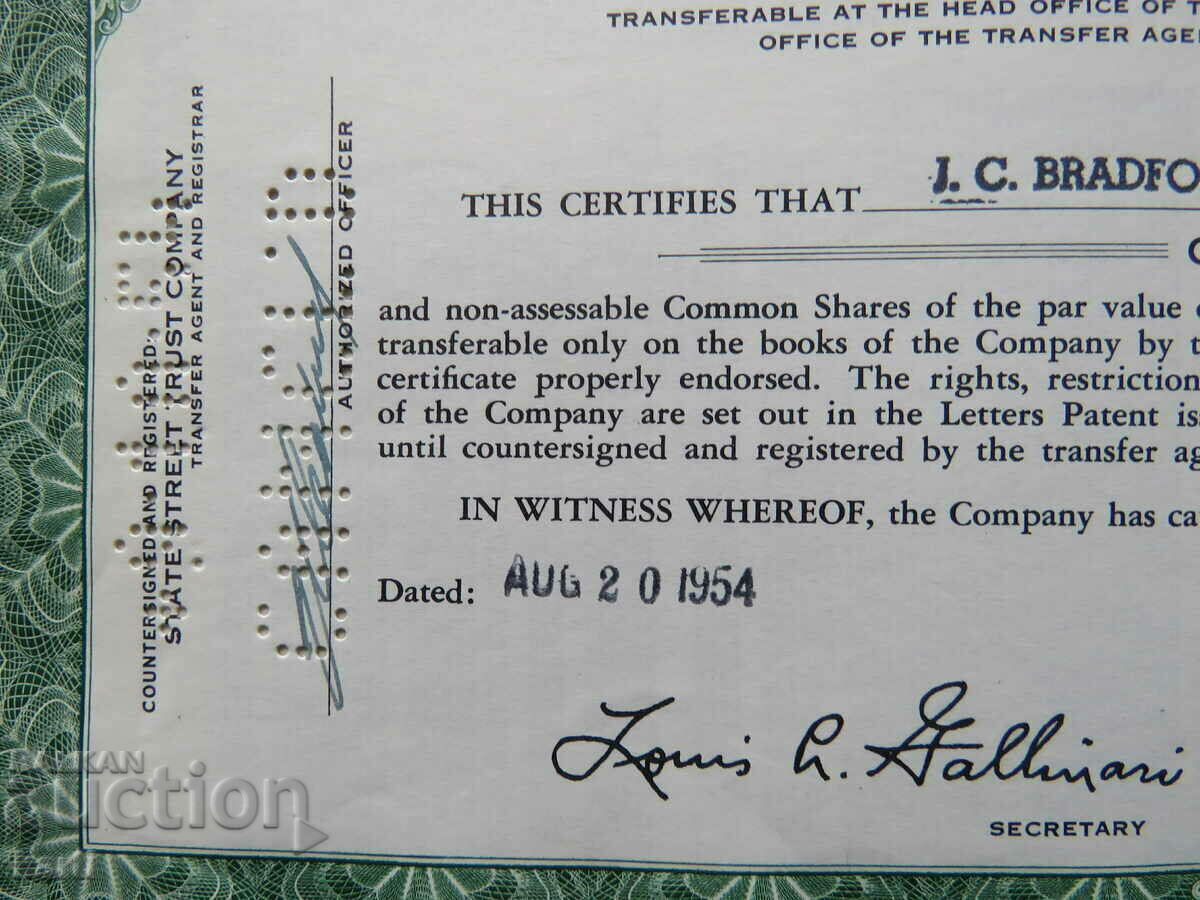 TRANSFERABLE AT THE HEAD OFFICE OF T
OFFICE OF THE TRANSFER AGE
THIS CERTIFIES THAT J. C. BRADFO
and non-assessable Common Shares of the par value
transferable only on the books of the Company by t
certificate properly endorsed. The rights, restriction
of the Company are set out in the Letters Patent is
until countersigned and registered by the transfer ag
IN WITNESS WHEREOF, the Company has ca
Dated: AUG 20 1954
Louis A. Gallinari
SECRETARY
COUNTERSIGNED AND REGISTERED:
STATE STREET TRUST COMPANY
TRANSFER AGENT AND REGISTRAR
AUTHORIZED OFFICER
BALKAN
auction